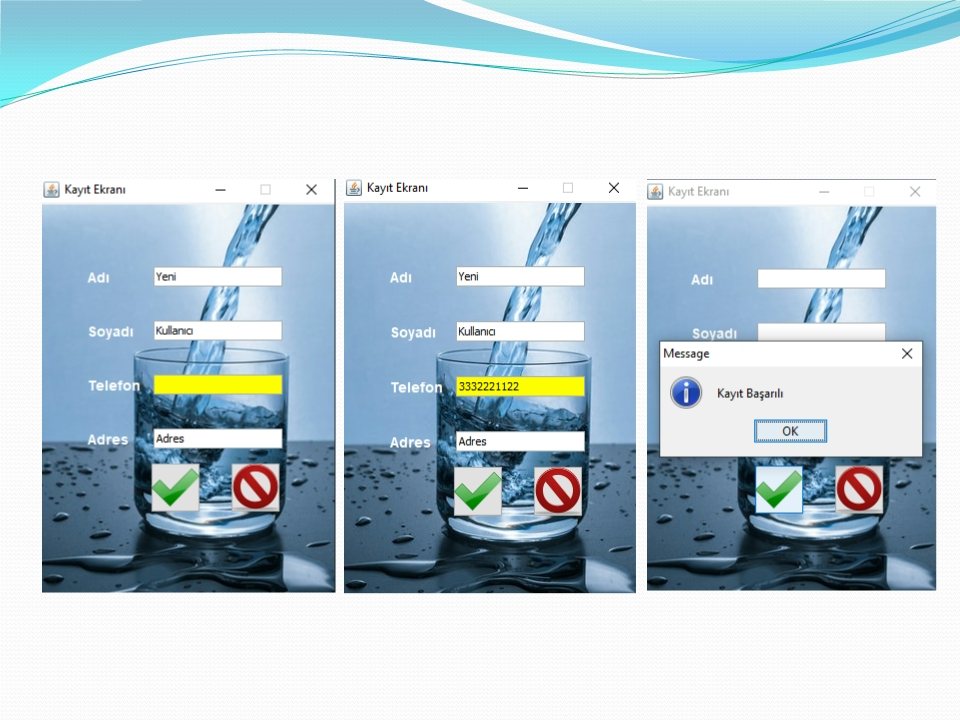 Kayıt Ekranı
Adı Yeni
Soyadı Kullanıcı
Telefon
Adres Adres
Kayıt Ekranı
Adı Yeni
Soyadı Kullanıcı
Telefon 3332221122
Adres Adres
Kayıt Ekranı
Adı
Soyadı
Message
Kayıt Başarılı
OK